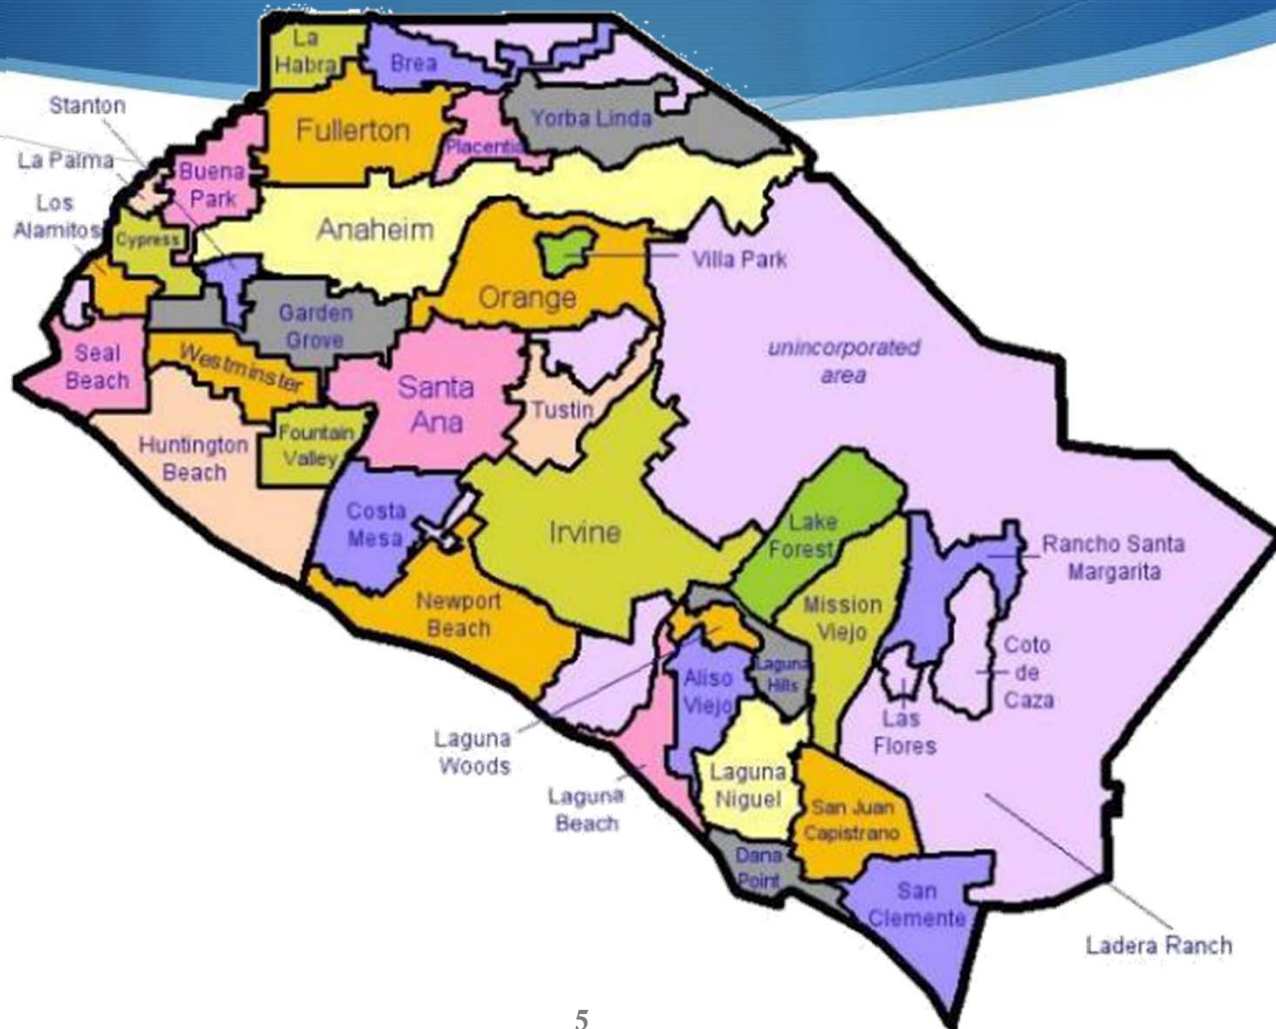 La
Habra
Brea
Stanton
Yorba Linda
Fullerton
Placentia
La Palma
Buena
Park
Los
Alamitos
Cypress
Anaheim
Villa Park
Orange
Garden
Grove
unincorporated
area
Seal
Beach
Westminster
Santa
Ana
Tustin
Huntington
Beach
Fountain
Valley
Costa
Mesa
Irvine
Lake
Forest
Rancho Santa
Margarita
Newport
Beach
Mission
Viejo
Coto
de
Caza
Aliso
Viejo
Laguna
Hills
Las
Flores
Laguna
Woods
Laguna
Niguel
Laguna
Beach
San Juan
Capistrano
Dana
Point
San
Clemente
Ladera Ranch
5